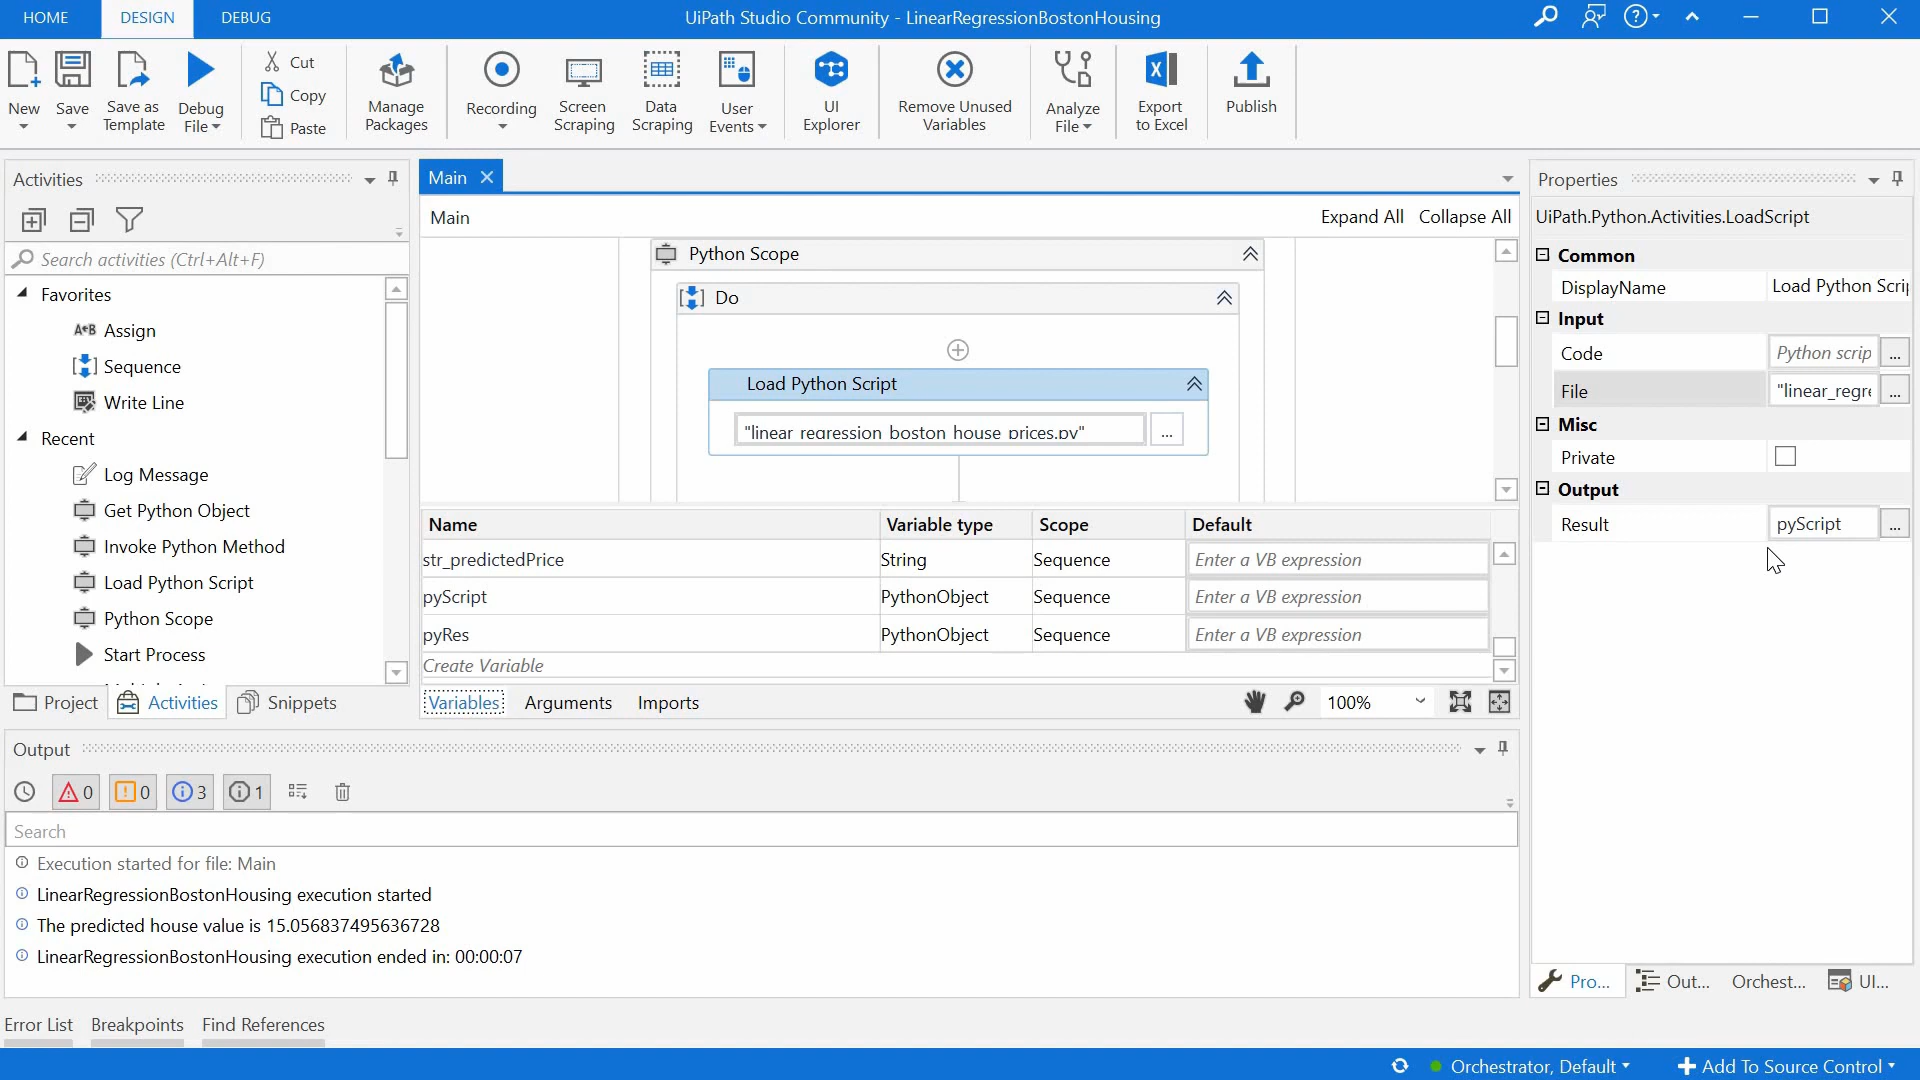 HOME DESIGN DEBUG
UiPath Studio Community - LinearRegressionBostonHousing
New
Save
Save as Template
Debug File
Cut
Copy
Paste
Manage Packages
Recording
Screen Scraping
Data Scraping
User Events
UI Explorer
Remove Unused Variables
Analyze File
Export to Excel
Publish
Activities
Search activities (Ctrl+Alt+F)
Favorites
Assign
Sequence
Write Line
Recent
Log Message
Get Python Object
Invoke Python Method
Load Python Script
Python Scope
Start Process
Project Activities Snippets
Main
Main Expand All Collapse All
Python Scope
Do
Load Python Script
"linear_regression_boston_house_prices.py" ...
Name Variable type Scope Default
str_predictedPrice String Sequence Enter a VB expression
pyScript PythonObject Sequence Enter a VB expression
pyRes PythonObject Sequence Enter a VB expression
Create Variable
Variables Arguments Imports 100%
Properties
UiPath.Python.Activities.LoadScript
Common
DisplayName Load Python Scrip
Input
Code Python scrip ...
File "linear_regre ...
Misc
Private
Output
Result pyScript ...
Pro... Out... Orchest... UI...
Output
0 0 3 1
Search
Execution started for file: Main
LinearRegressionBostonHousing execution started
The predicted house value is 15.056837495636728
LinearRegressionBostonHousing execution ended in: 00:00:07
Error List Breakpoints Find References
Orchestrator, Default Add To Source Control